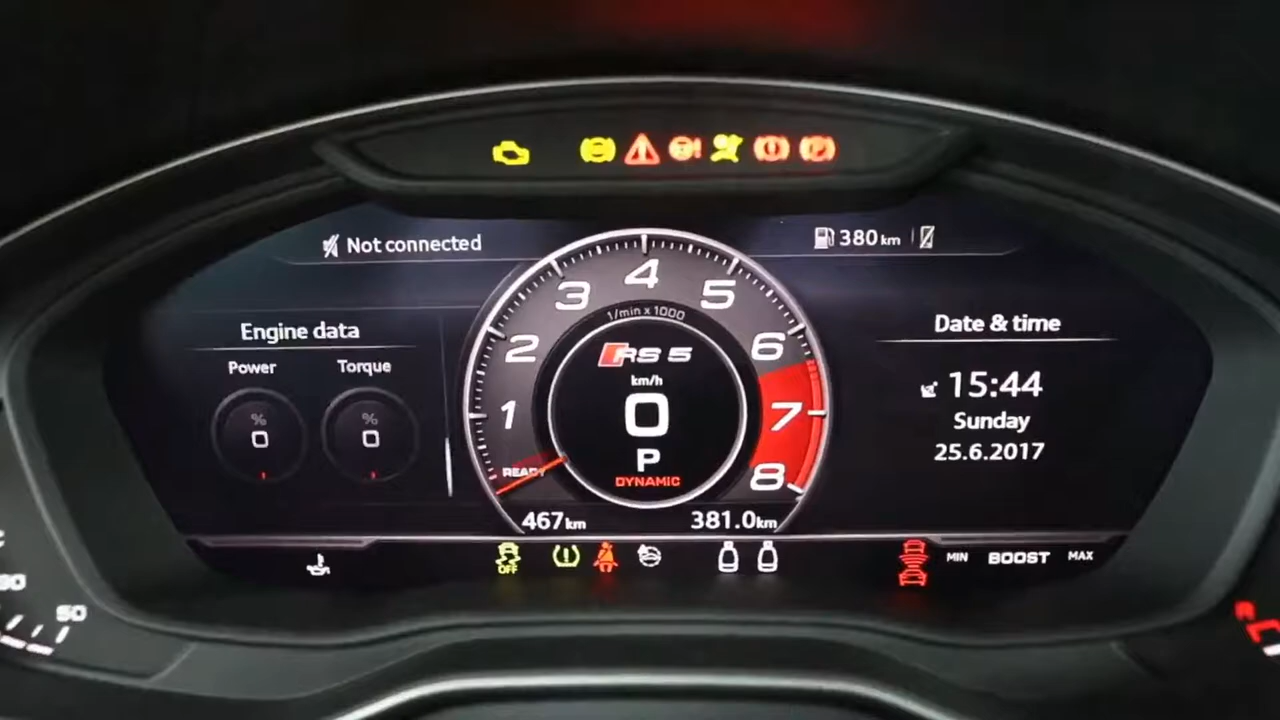 Not connected
380 km
Engine data
Power
Torque
%
0
%
0
1
2
3
4
5
6
7
8
1/min x 1000
RS 5
km/h
0
P
DYNAMIC
READY
467 km
381.0 km
Date & time
15:44
Sunday
25.6.2017
OFF
MIN BOOST MAX
50